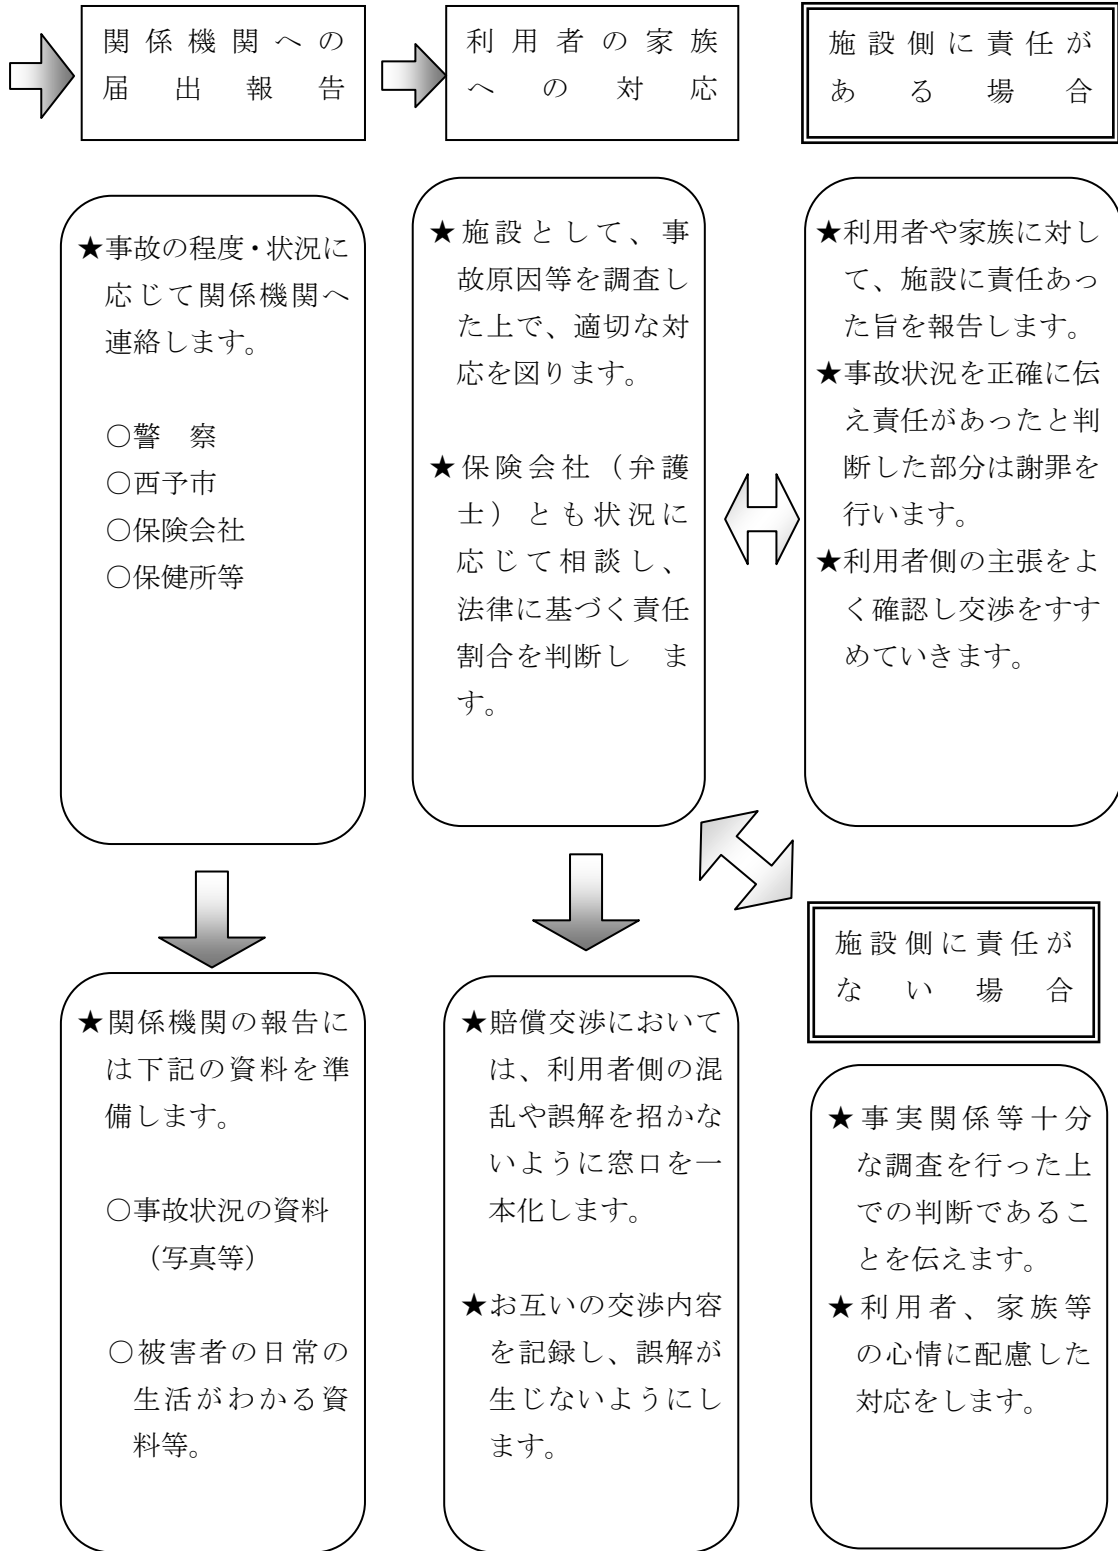 関係機関への
届出報告
利用者の家族
への対応
施設側に責任が
ある場合
★事故の程度・状況に
応じて関係機関へ
連絡します。
○警　察
○西予市
○保険会社
○保健所等
★施設として、事
故原因等を調査し
た上で、適切な対
応を図ります。
★保険会社（弁護
士）とも状況に
応じて相談し、
法律に基づく責任
割合を判断し　ま
す。
★利用者や家族に対し
て、施設に責任あっ
た旨を報告します。
★事故状況を正確に伝
え責任があったと判
断した部分は謝罪を
行います。
★利用者側の主張をよ
く確認し交渉をすす
めていきます。
★関係機関の報告に
は下記の資料を準
備します。
○事故状況の資料
（写真等）
○被害者の日常の
生活がわかる資
料等。
★賠償交渉において
は、利用者側の混
乱や誤解を招かな
いように窓口を一
本化します。
★お互いの交渉内容
を記録し、誤解が
生じないようにし
ます。
施設側に責任が
ない場合
★事実関係等十分
な調査を行った上
での判断であるこ
とを伝えます。
★利用者、家族等
の心情に配慮した
対応をします。